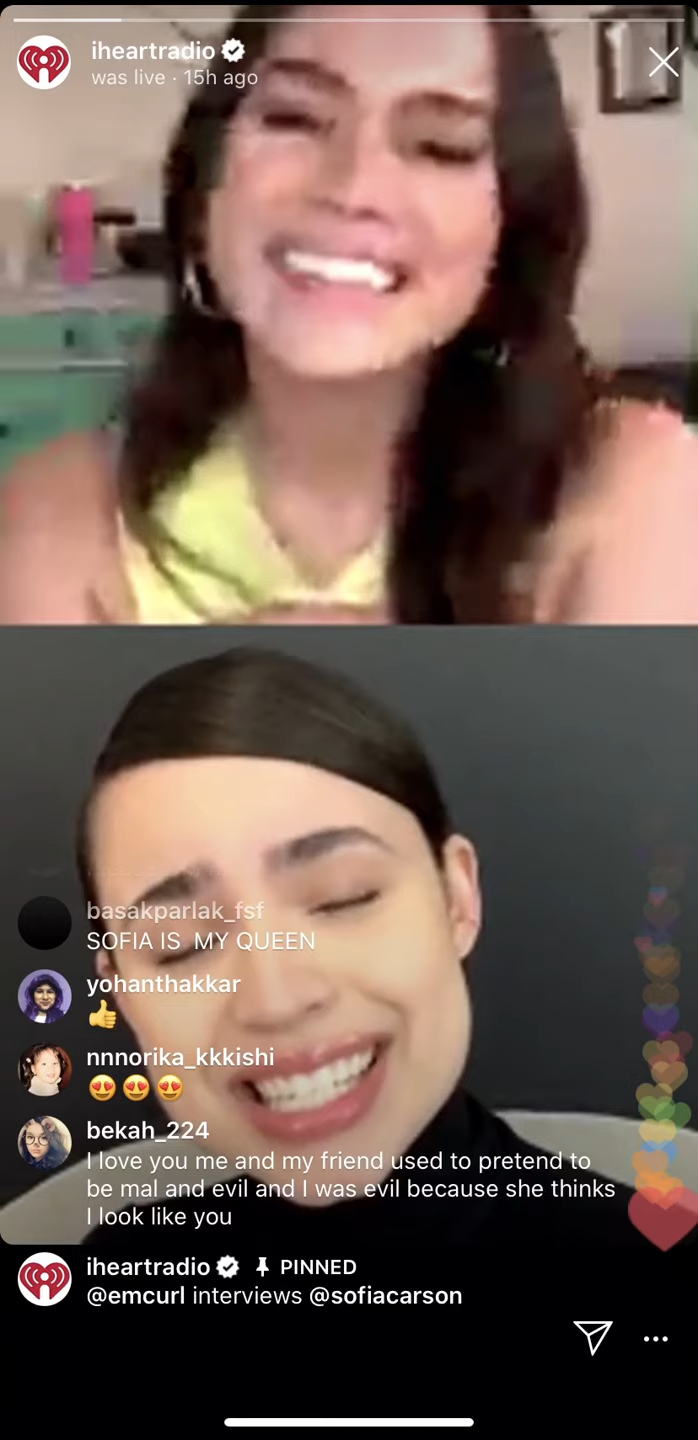 iheartradio
was live · 15h ago
basakparlak_fsf
SOFIA IS MY QUEEN
yohanthakkar
👍
nnnorika_kkkishi
😍😍😍
bekah_224
I love you me and my friend used to pretend to
be mal and evil and I was evil because she thinks
I look like you
iheartradio PINNED
@emcurl interviews @sofiacarson